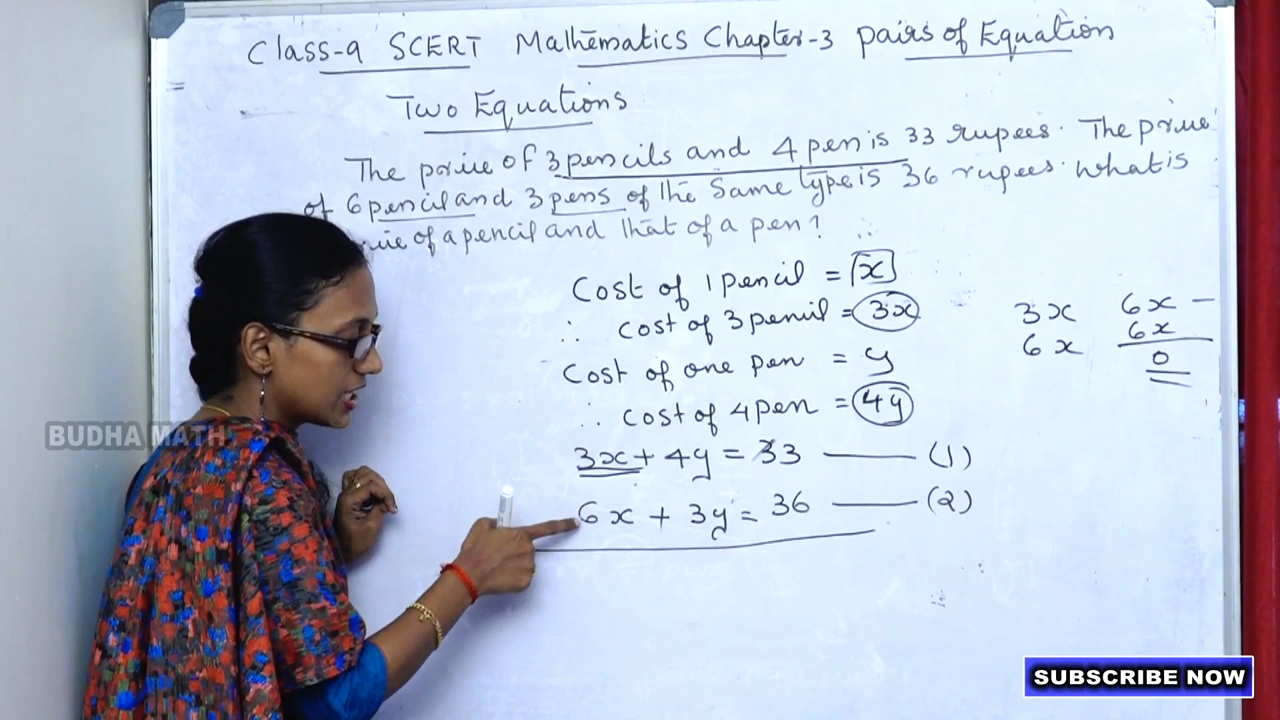 Class-9 SCERT Mathematics Chapter-3 pairs of Equation
Two Equations
The price of 3 pencils and 4 pen is 33 rupees. The price
of 6 pencil and 3 pens of the same type is 36 rupees. what is
of a pencil and that of a pen?
Cost of 1 pencil = x
∴ cost of 3 pencil = 3x
Cost of one pen = y
∴ cost of 4 pen = 4y
3x + 4y = 33 —— (1)
6x + 3y = 36 —— (2)
3x
6x
6x –
6x
0
BUDHA MATH
SUBSCRIBE NOW